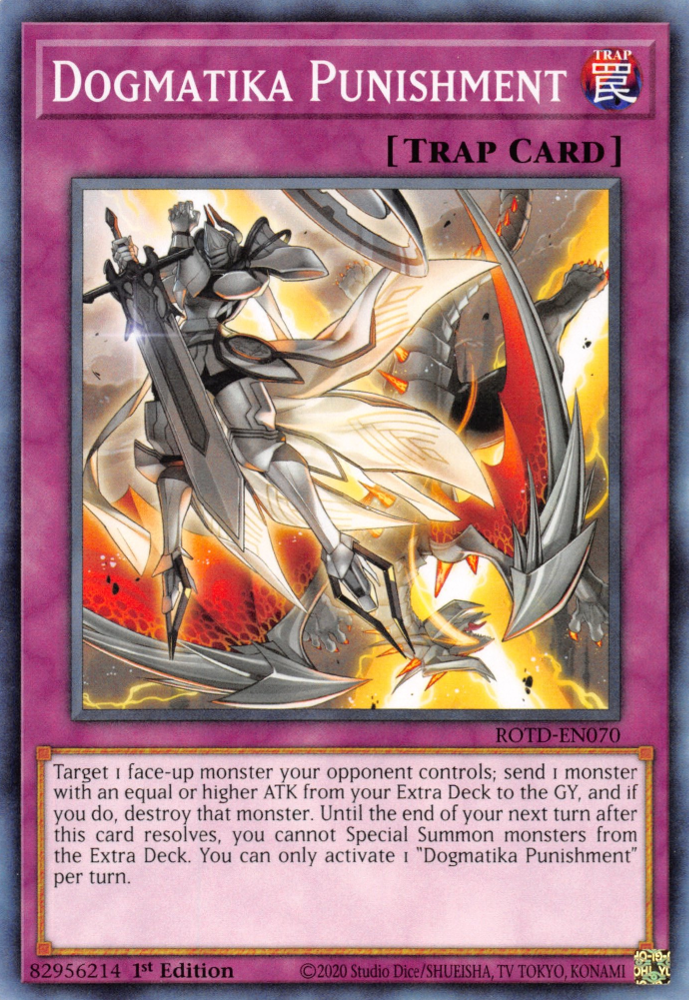 DOGMATIKA PUNISHMENT
TRAP
罠
[TRAP CARD]
ROTD-EN070
Target 1 face-up monster your opponent controls; send 1 monster
with an equal or higher ATK from your Extra Deck to the GY, and if
you do, destroy that monster. Until the end of your next turn after
this card resolves, you cannot Special Summon monsters from
the Extra Deck. You can only activate 1 "Dogmatika Punishment"
per turn.
82956214 1st Edition
©2020 Studio Dice/SHUEISHA, TV TOKYO, KONAMI